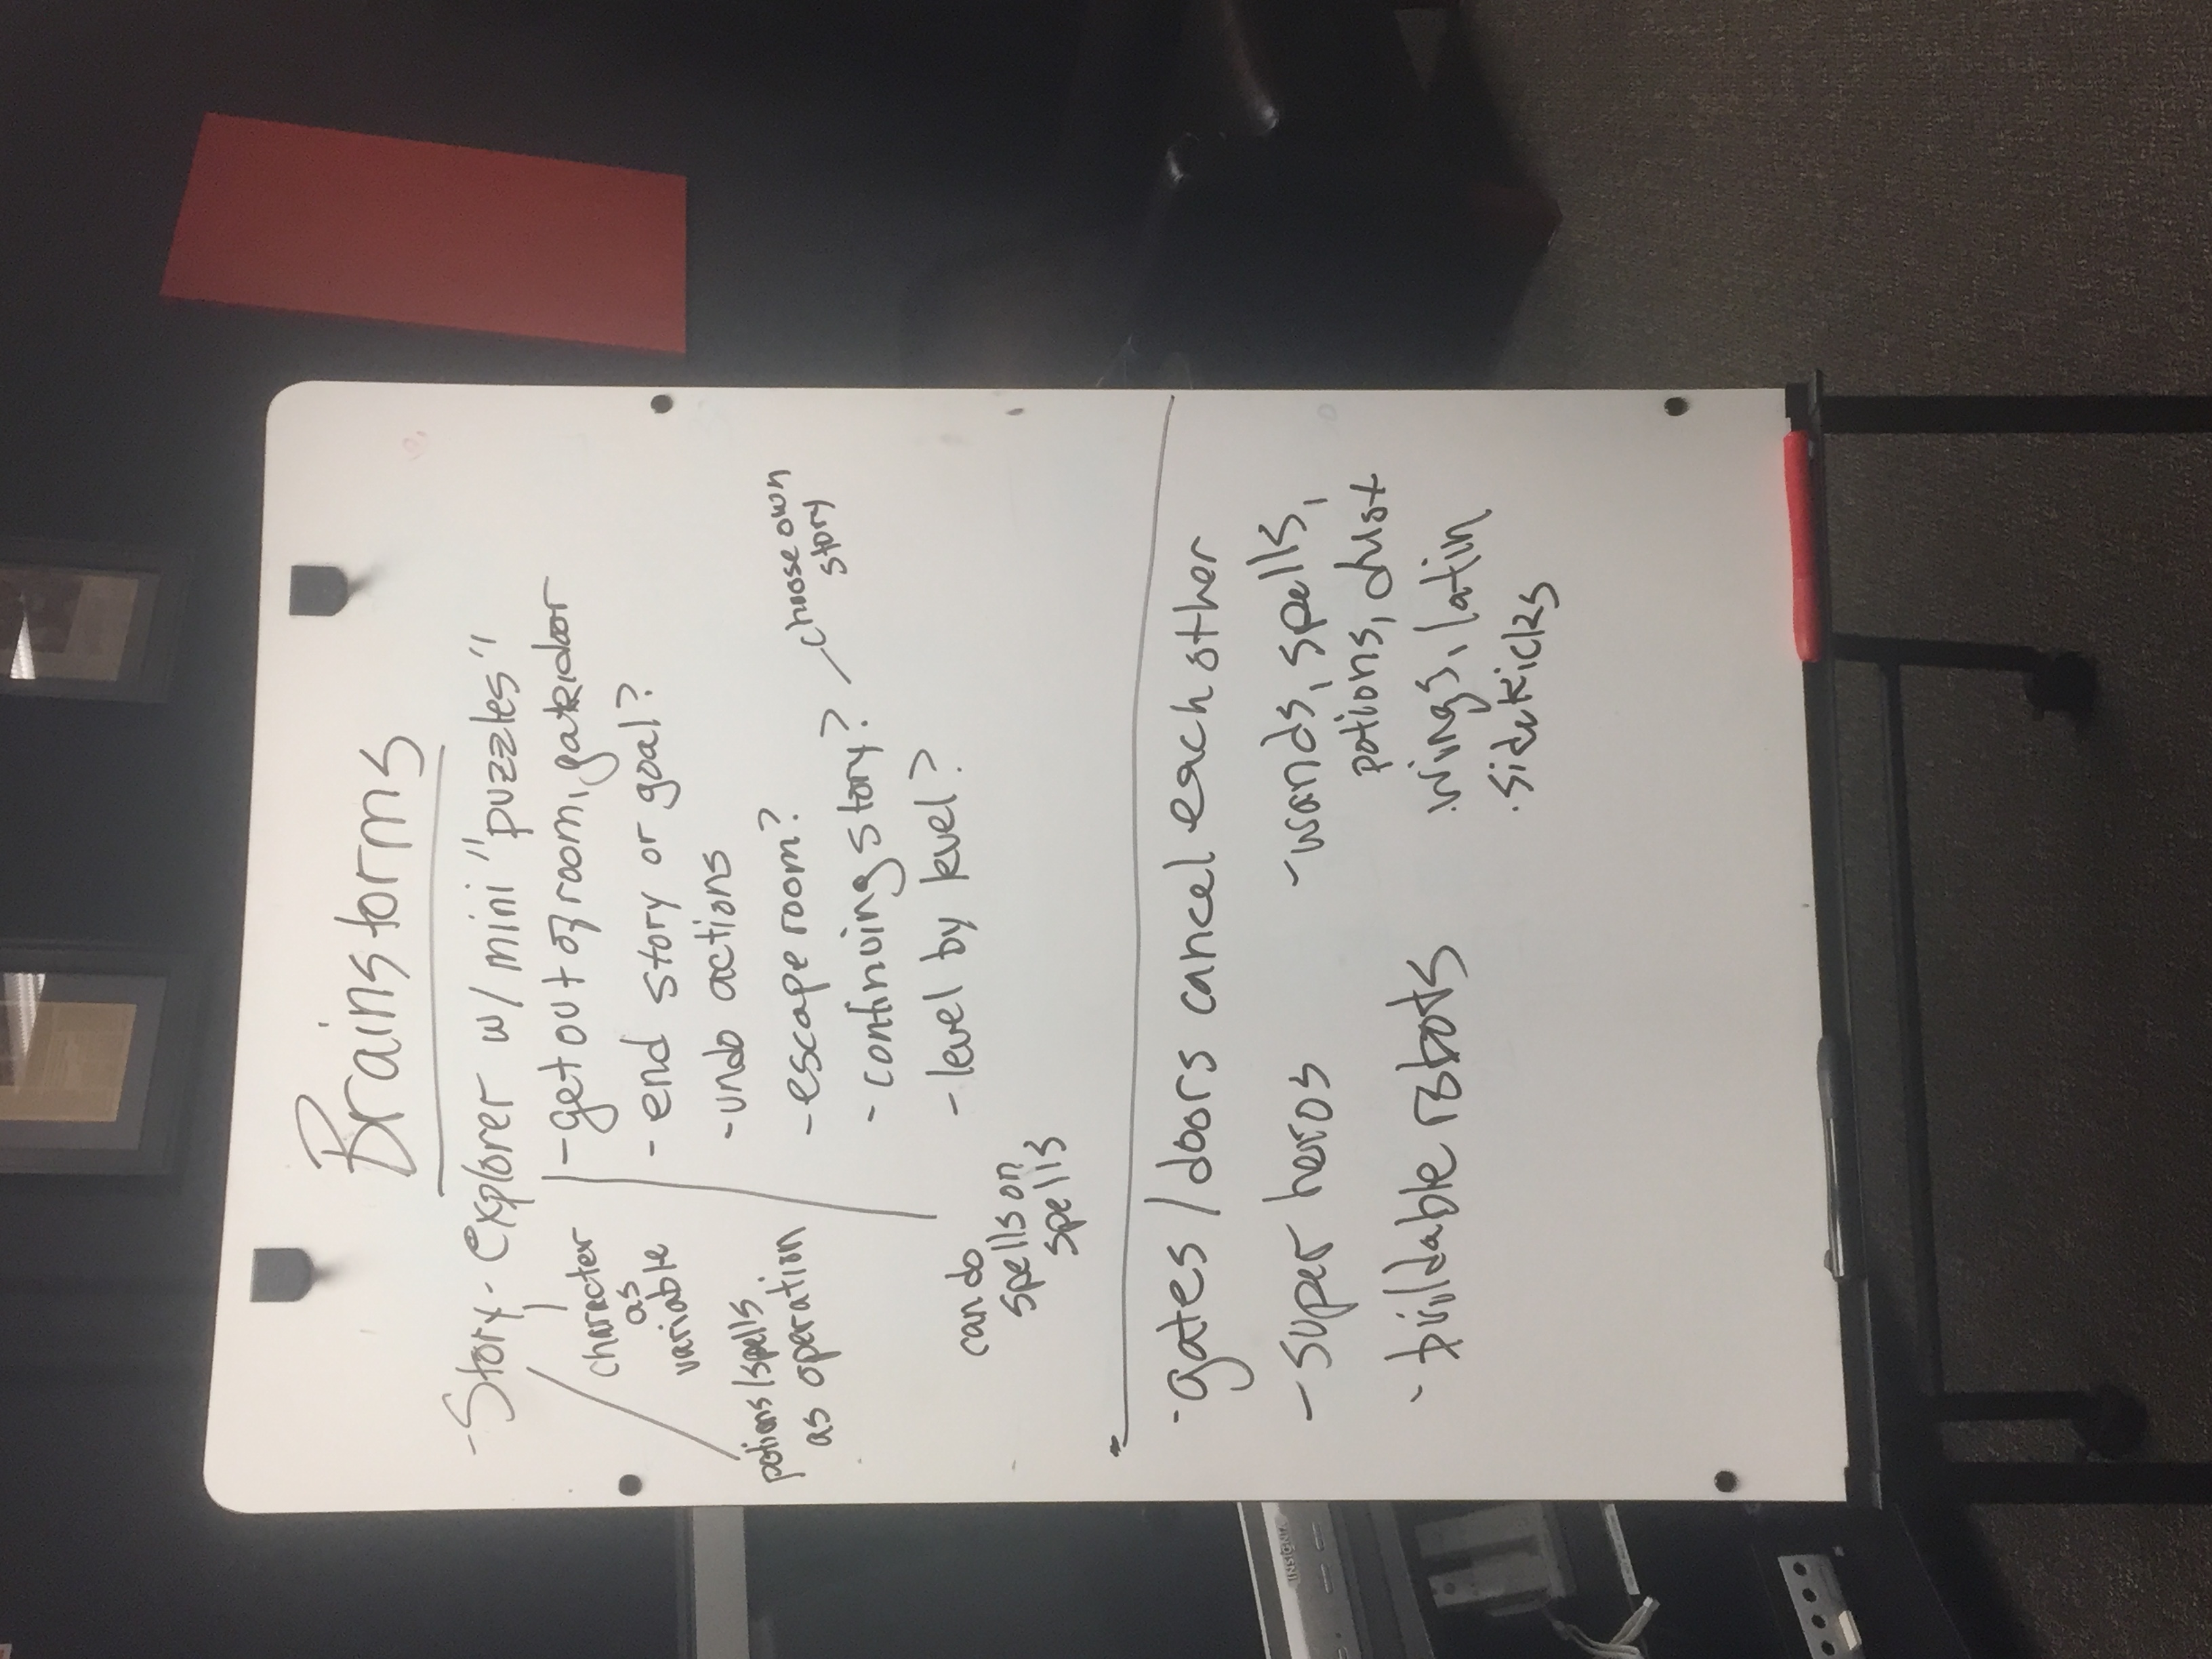 Brainstorms
-Story-explorer w/ mini "puzzles"
character
as
variable
potions/spells
as operation
can do
spells on
spells
-get out of room, gate, door
- end story or goal?
-undo actions
-escape room?
-continuing story?
choose own
story
-level by level?
-gates/doors cancel each other
-super heros
-buildable robots
-wands, spells,
potions, dust
.wings, latin
.sidekicks
INSIGNIA